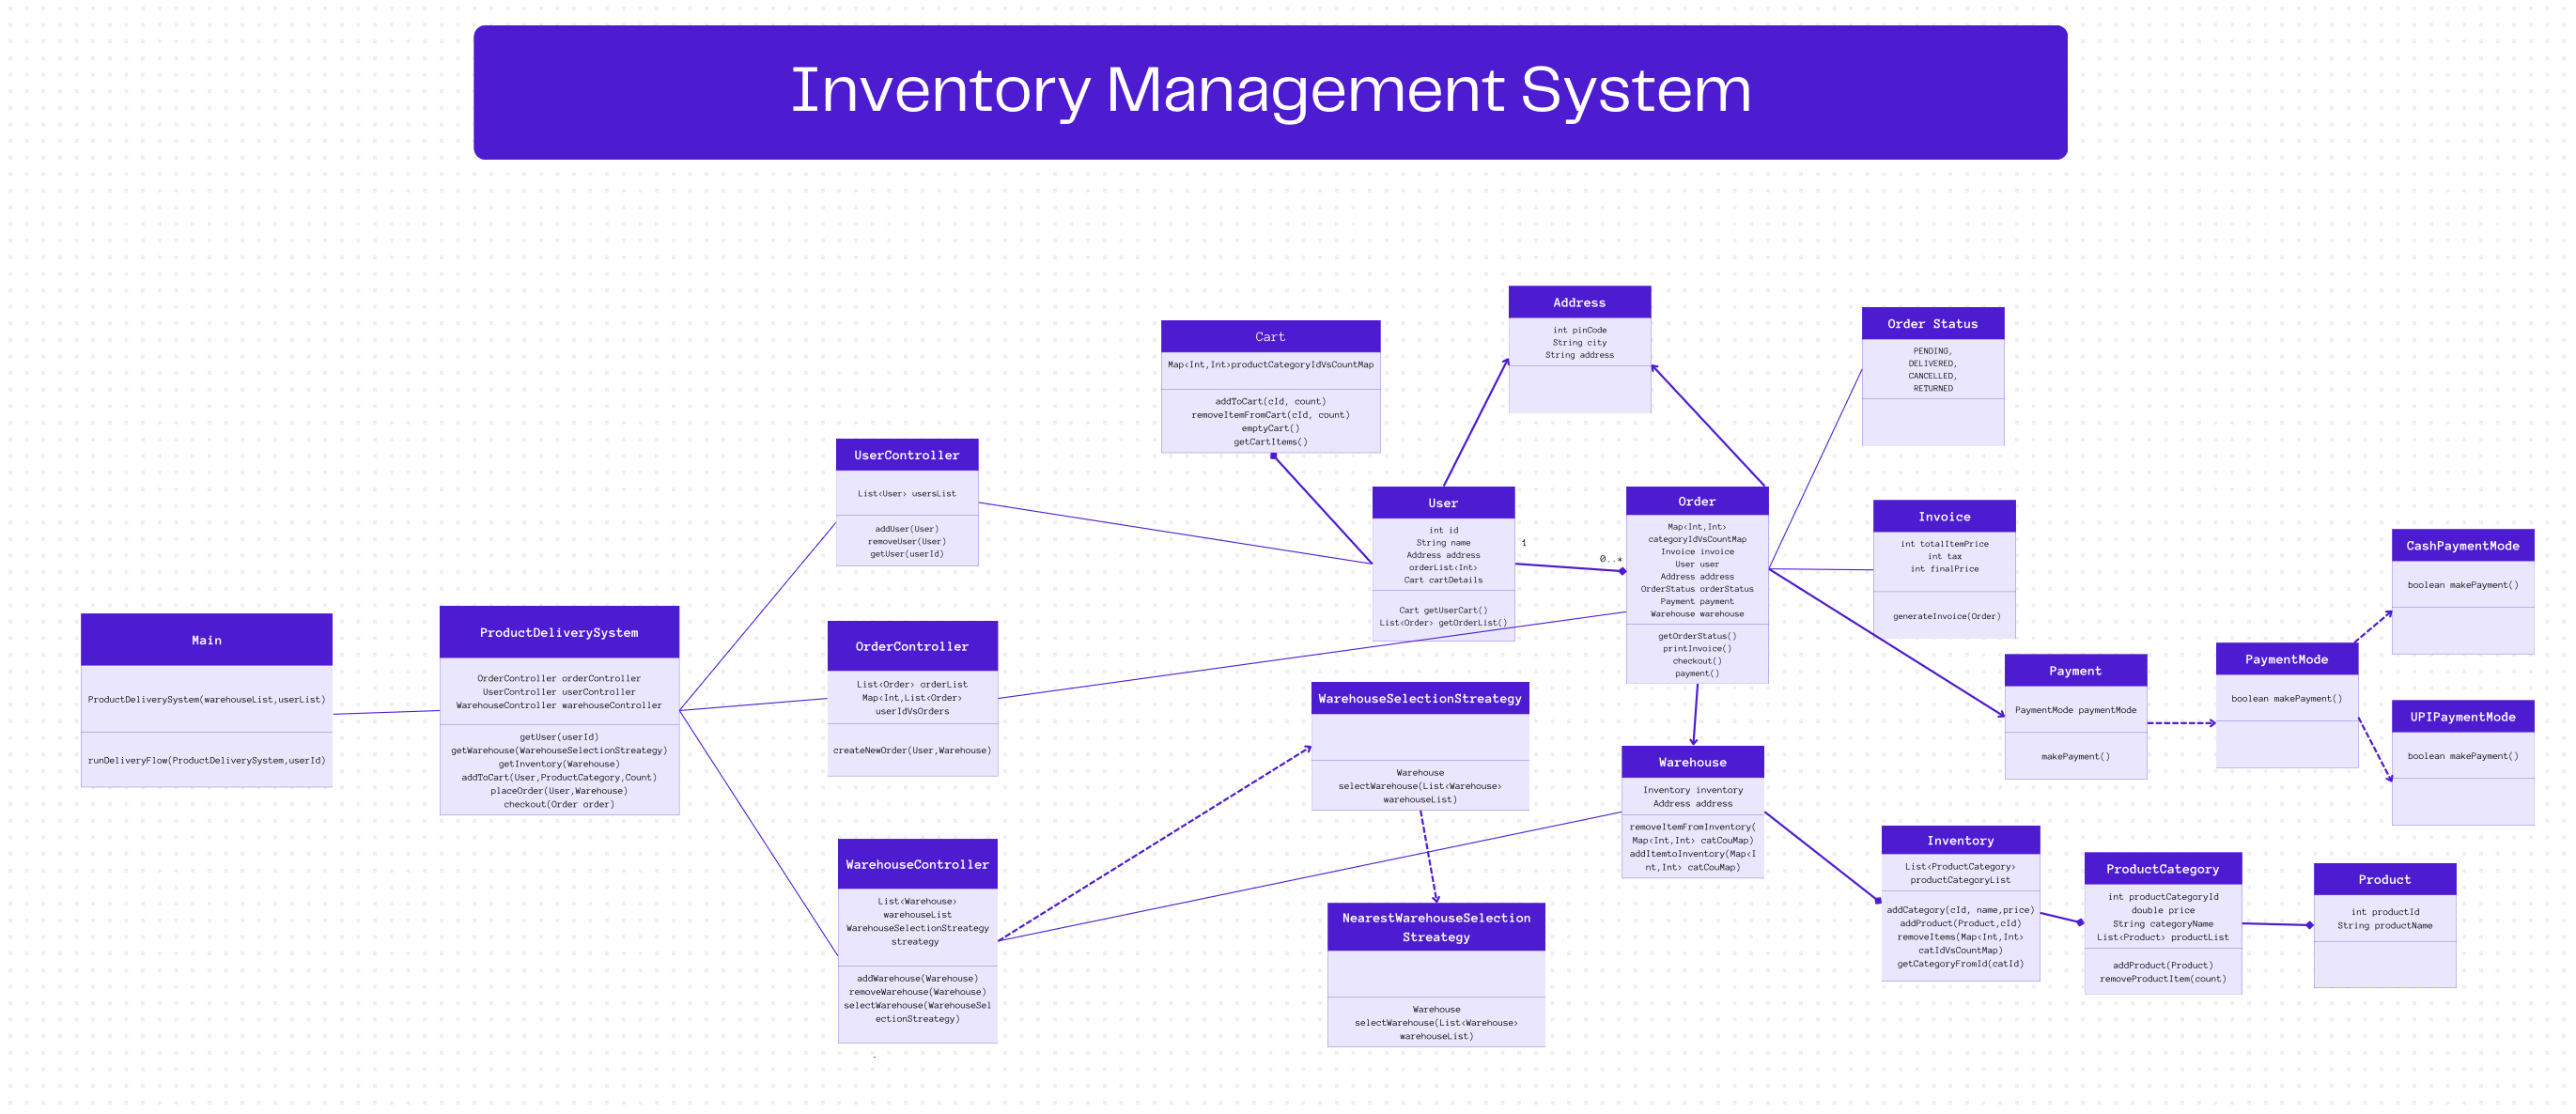 Inventory Management System
Main
ProductDeliverySystem(warehouseList,userList)
runDeliveryFlow(ProductDeliverySystem,userId)
ProductDeliverySystem
OrderController orderController
UserController userController
WarehouseController warehouseController
getUser(userId)
getWarehouse(WarehouseSelectionStreategy)
getInventory(Warehouse)
addToCart(User,ProductCategory,Count)
placeOrder(User,Warehouse)
checkout(Order order)
UserController
List<User> usersList
addUser(User)
removeUser(User)
getUser(userId)
OrderController
List<Order> orderList
Map<Int,List<Order>
userIdVsOrders
createNewOrder(User,Warehouse)
WarehouseController
List<Warehouse>
warehouseList
WarehouseSelectionStreategy
streategy
addWarehouse(Warehouse)
removeWarehouse(Warehouse)
selectWarehouse(WarehouseSel
ectionStreategy)
Cart
Map<Int,Int>productCategoryIdVsCountMap
addToCart(cId, count)
removeItemFromCart(cId, count)
emptyCart()
getCartItems()
Address
int pinCode
String city
String address
User
int id
String name
Address address
orderList<Int>
Cart cartDetails
Cart getUserCart()
List<Order> getOrderList()
1
0..*
Order
Map<Int,Int>
categoryIdVsCountMap
Invoice invoice
User user
Address address
OrderStatus orderStatus
Payment payment
Warehouse warehouse
getOrderStatus()
printInvoice()
checkout()
payment()
Order Status
PENDING,
DELIVERED,
CANCELLED,
RETURNED
Invoice
int totalItemPrice
int tax
int finalPrice
generateInvoice(Order)
Payment
PaymentMode paymentMode
makePayment()
PaymentMode
boolean makePayment()
CashPaymentMode
boolean makePayment()
UPIPaymentMode
boolean makePayment()
WarehouseSelectionStreategy
Warehouse
selectWarehouse(List<Warehouse>
warehouseList)
NearestWarehouseSelection
Streategy
Warehouse
selectWarehouse(List<Warehouse>
warehouseList)
Warehouse
Inventory inventory
Address address
removeItemFromInventory(
Map<Int,Int> catCouMap)
addItemtoInventory(Map<I
nt,Int> catCouMap)
Inventory
List<ProductCategory>
productCategoryList
addCategory(cId, name,price)
addProduct(Product,cId)
removeItems(Map<Int,Int>
catIdVsCountMap)
getCategoryFromId(catId)
ProductCategory
int productCategoryId
double price
String categoryName
List<Product> productList
addProduct(Product)
removeProductItem(count)
Product
int productId
String productName